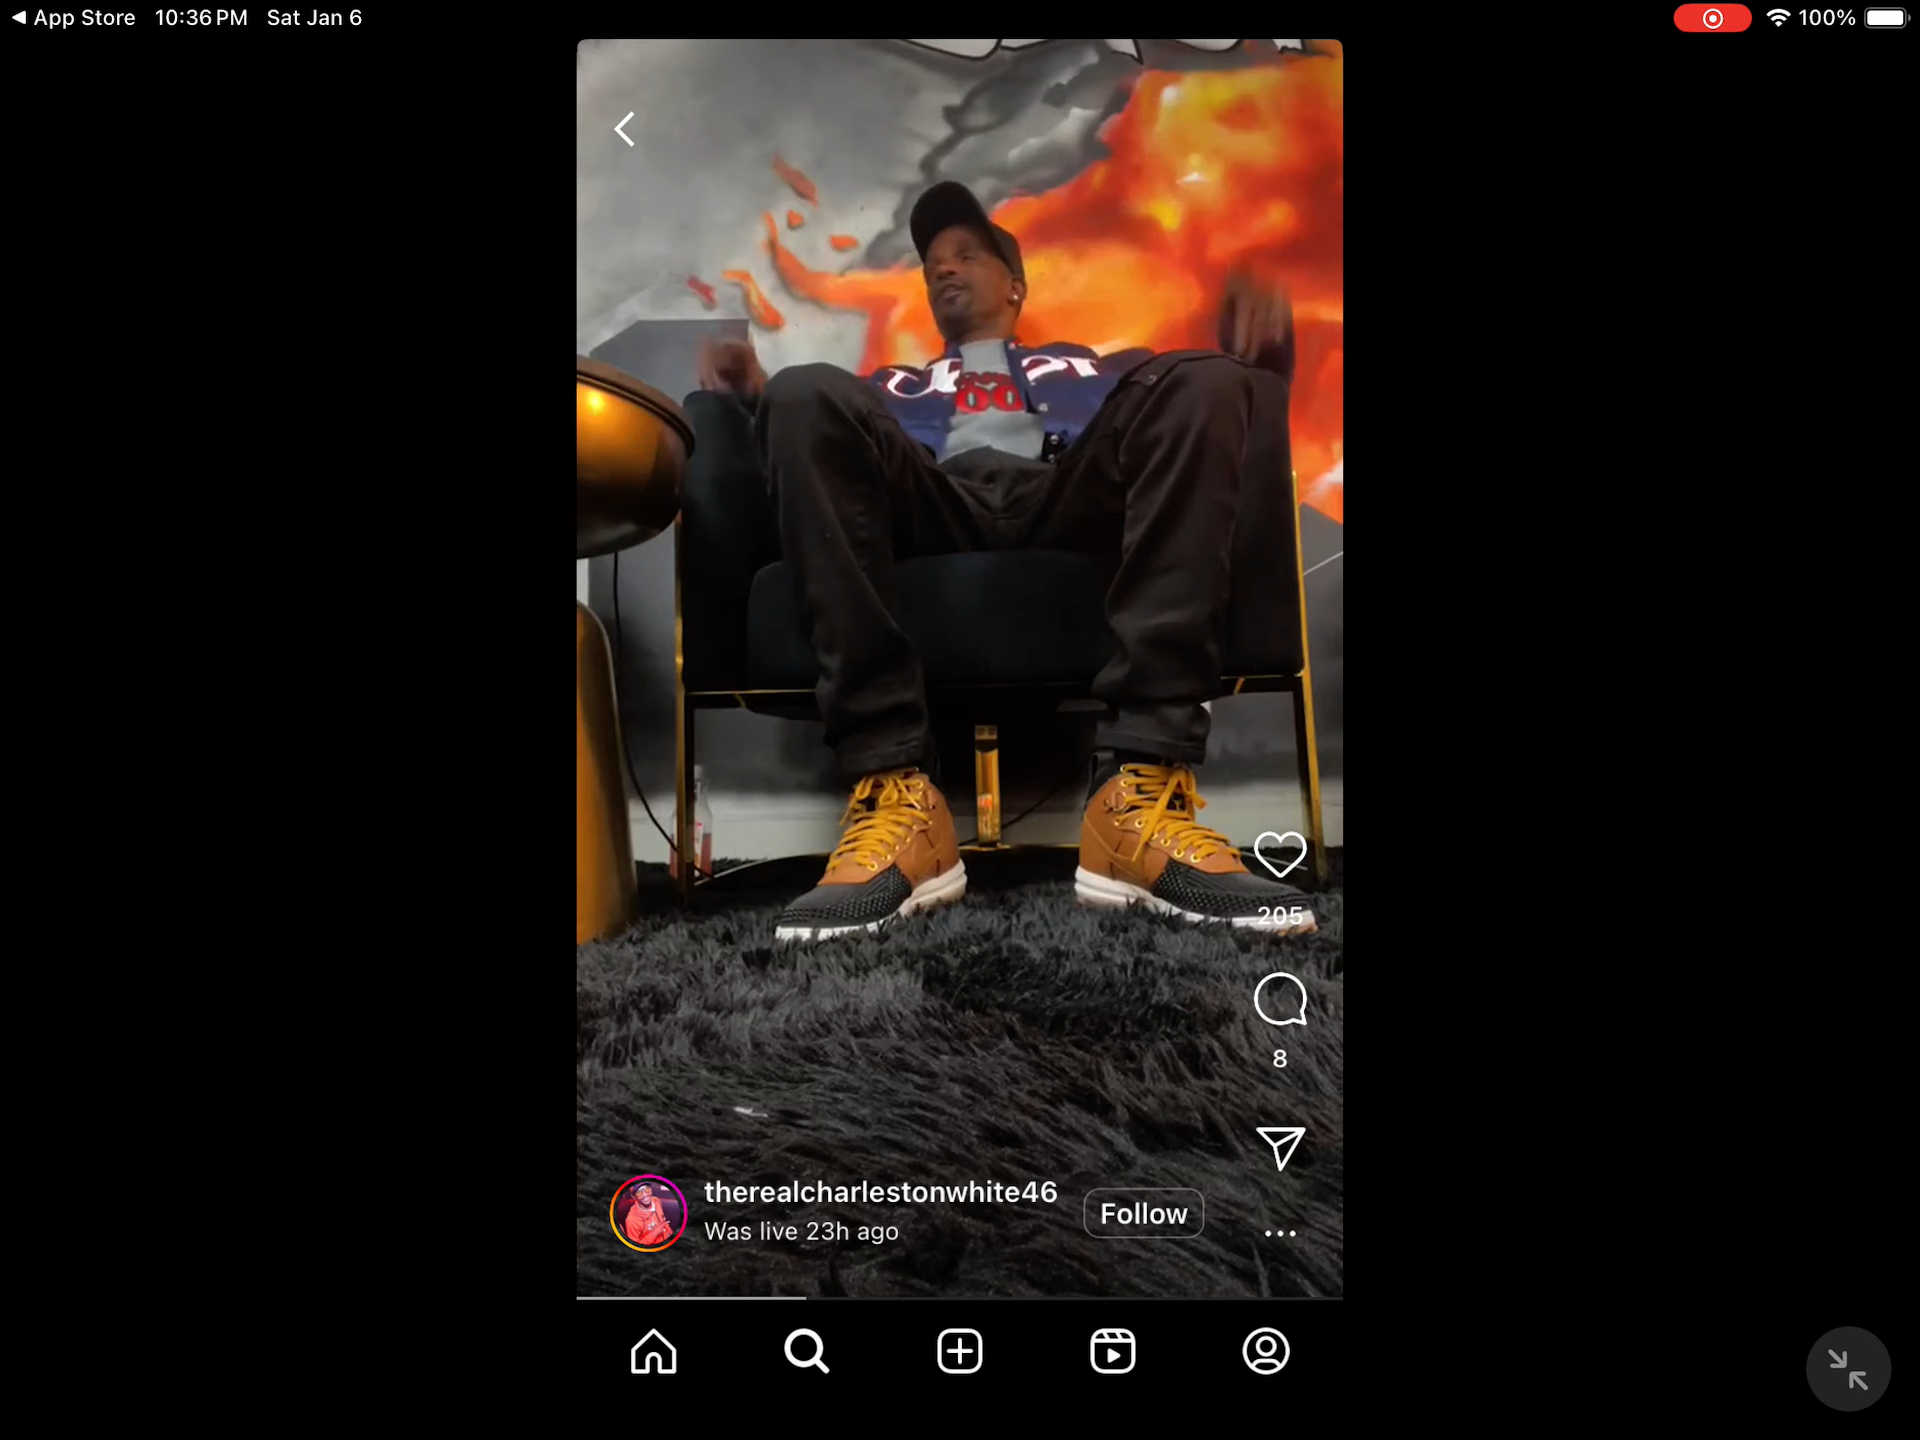 App Store 10:36 PM Sat Jan 6 100%
205
8
therealcharlestonwhite46 Follow
Was live 23h ago